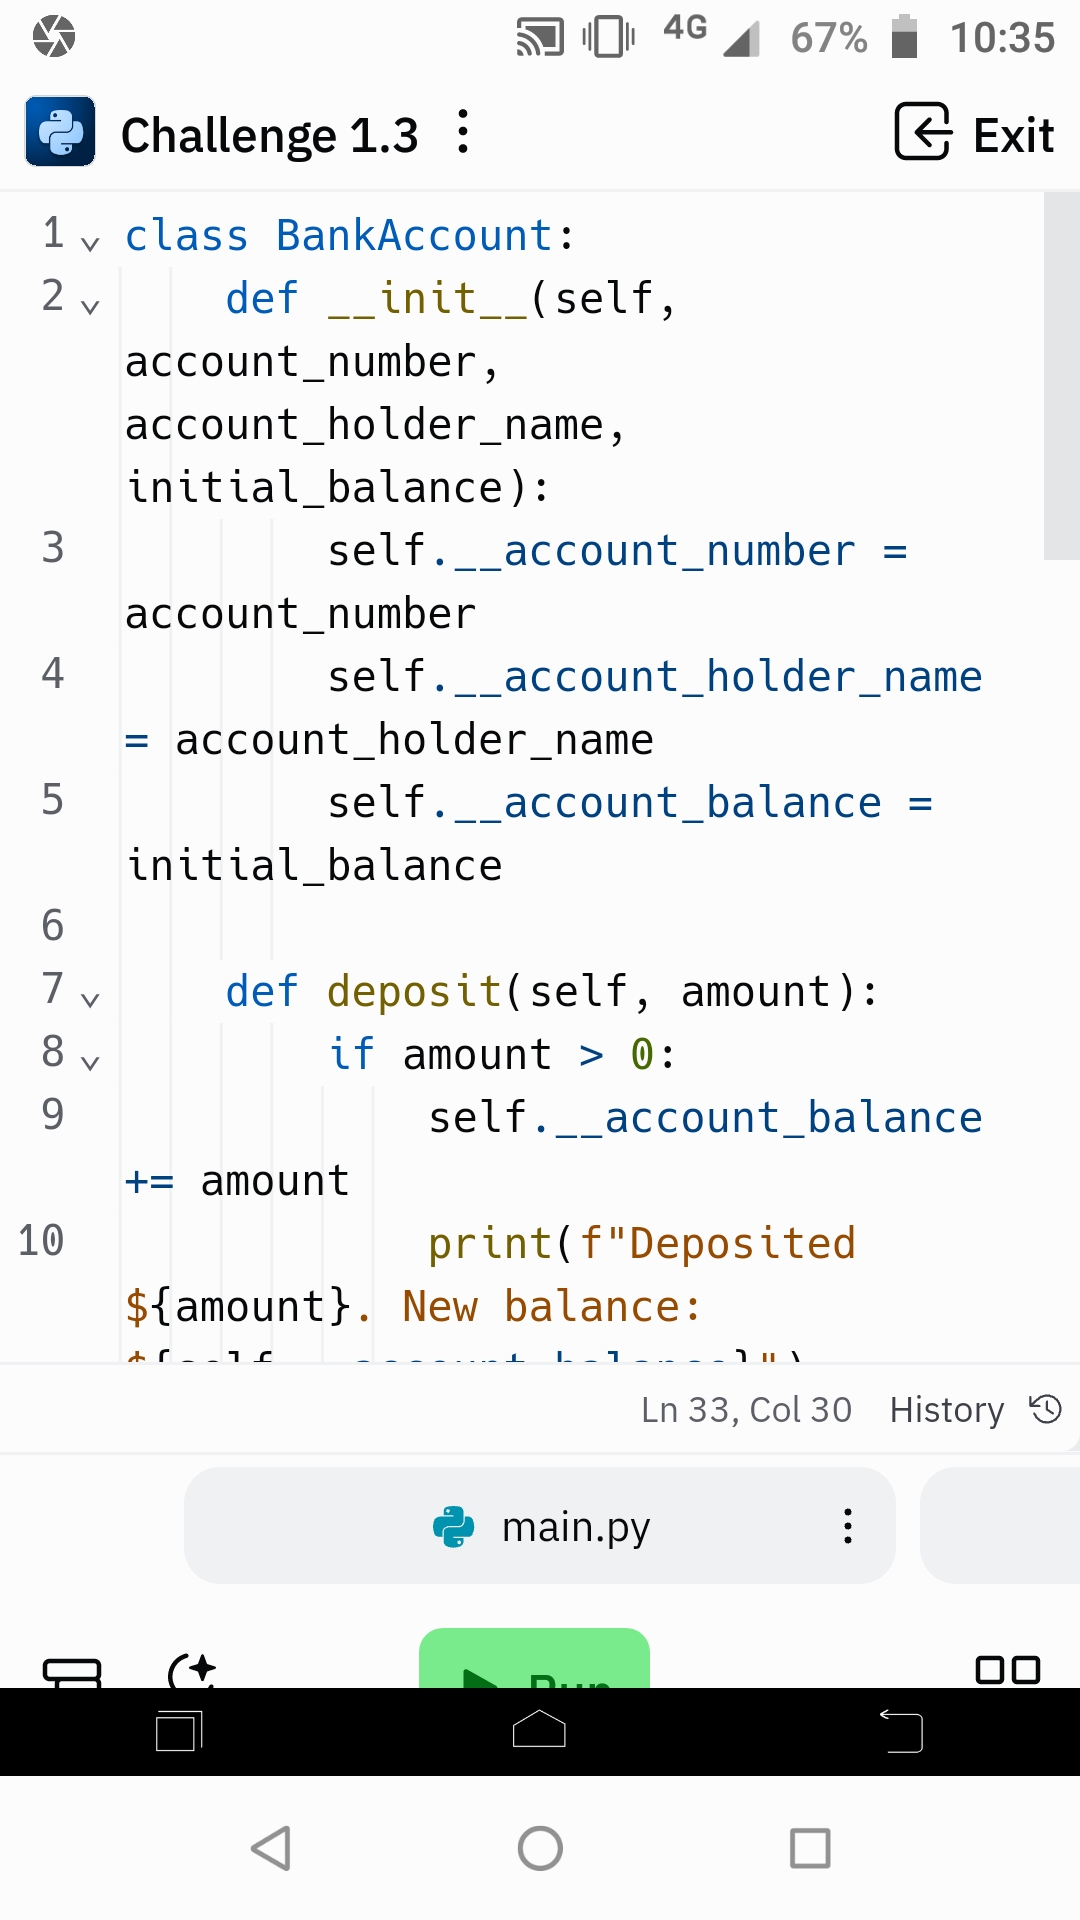 4G 67% 10:35
Challenge 1.3 Exit
1 class BankAccount:
2 def __init__(self,
account_number,
account_holder_name,
initial_balance):
3 self.__account_number =
account_number
4 self.__account_holder_name
= account_holder_name
5 self.__account_balance =
initial_balance
6
7 def deposit(self, amount):
8 if amount > 0:
9 self.__account_balance
+= amount
10 print(f"Deposited
${amount}. New balance:
${self.__account_balance}")
Ln 33, Col 30 History
main.py
Run